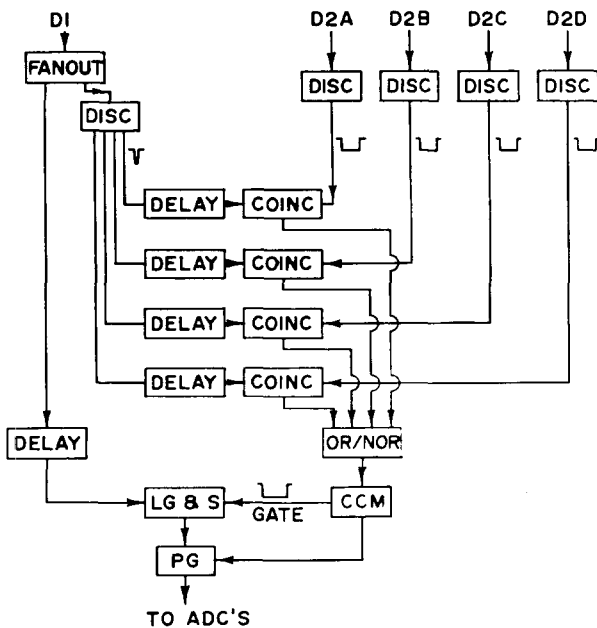 D1 D2A D2B D2C D2D
FANOUT
DISC DISC DISC DISC
DISC
DELAY COINC
DELAY COINC
DELAY COINC
DELAY COINC
DELAY OR/NOR
LG & S GATE CCM
PG
TO ADC'S